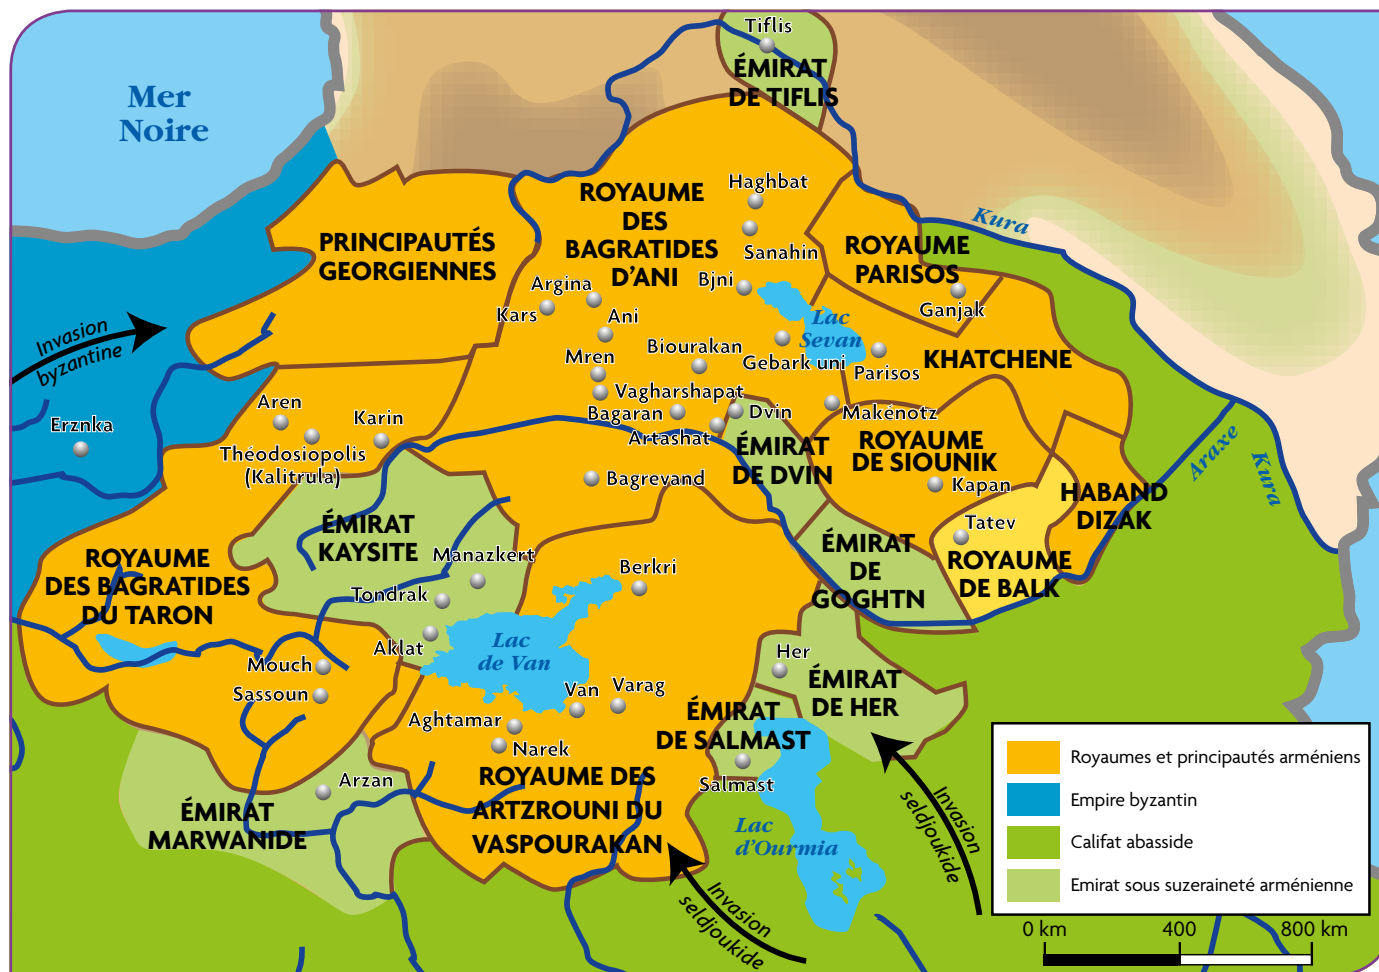 Tiflis
ÉMIRAT
DE TIFLIS
Mer
Noire
Haghbat
ROYAUME
DES
BAGRATIDES
D'ANI
Sanahin
Kura
PRINCIPAUTÉS
GEORGIENNES
ROYAUME
PARISOS
Argina
Bjni
Kars
Ani
Ganjak
Lac
Sevan
Invasion
byzantine
Mren
Biourakan
Gebark uni
KHATCHENE
Parisos
Vagharshapat
Aren
Karin
Bagaran
Dvin
Makénotz
Erznka
Artashat
Théodosiopolis
(Kalitrula)
ÉMIRAT
DE DVIN
ROYAUME
DE SIOUNIK
Araxe
Kura
Bagrevand
Kapan
HABAND
DIZAK
ÉMIRAT
KAYSITE
Tatev
ROYAUME
DE BALK
ÉMIRAT
DE
GOGHTN
Manazkert
ROYAUME
DES BAGRATIDES
DU TARON
Berkri
Tondrak
Aklat
Lac
de Van
Mouch
Sassoun
Her
ÉMIRAT
DE HER
Van
Varag
Aghtamar
Narek
ÉMIRAT
DE SALMAST
Salmast
Arzan
ROYAUME DES
ARTZROUNI DU
VASPOURAKAN
ÉMIRAT
MARWANIDE
Lac
d'Ourmia
Invasion
seldjoukide
Invasion
seldjoukide
Royaumes et principautés arméniens
Empire byzantin
Califat abasside
Emirat sous suzeraineté arménienne
0 km 400 800 km